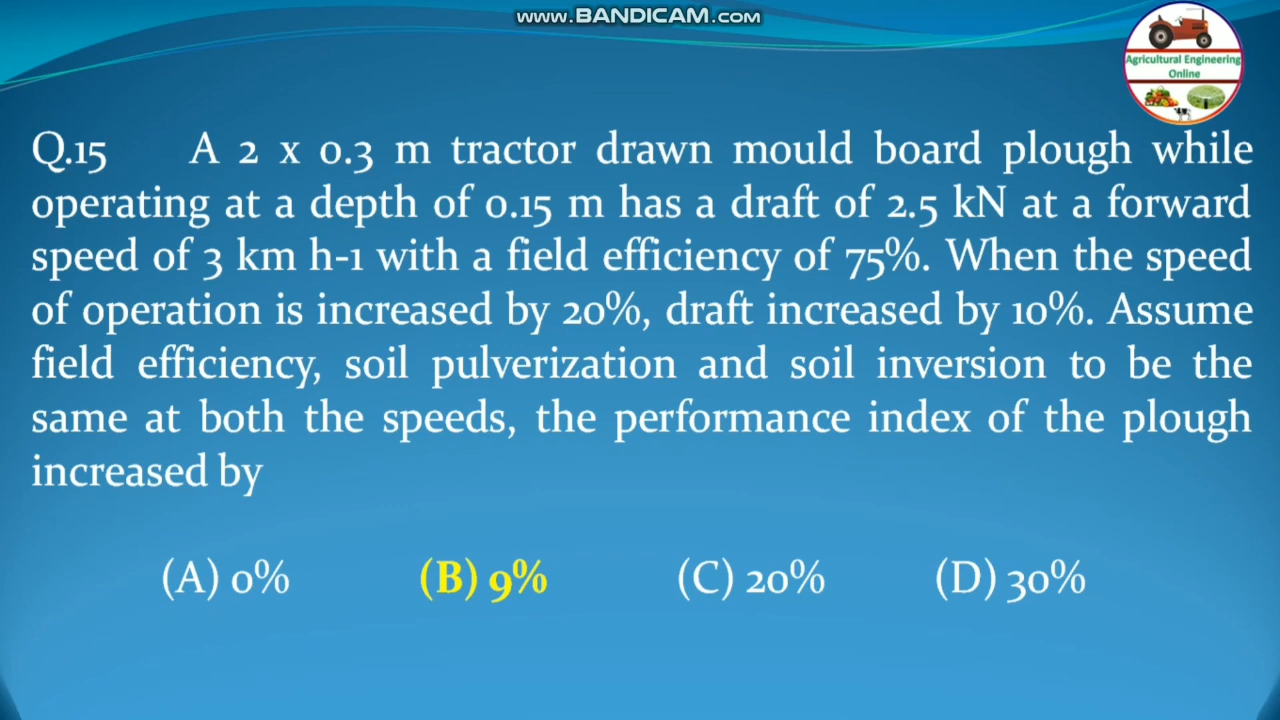 www.BANDICAM.com
Agricultural Engineering
Online
Q.15 A 2 x 0.3 m tractor drawn mould board plough while
operating at a depth of 0.15 m has a draft of 2.5 kN at a forward
speed of 3 km h-1 with a field efficiency of 75%. When the speed
of operation is increased by 20%, draft increased by 10%. Assume
field efficiency, soil pulverization and soil inversion to be the
same at both the speeds, the performance index of the plough
increased by
(A) 0% (B) 9% (C) 20% (D) 30%